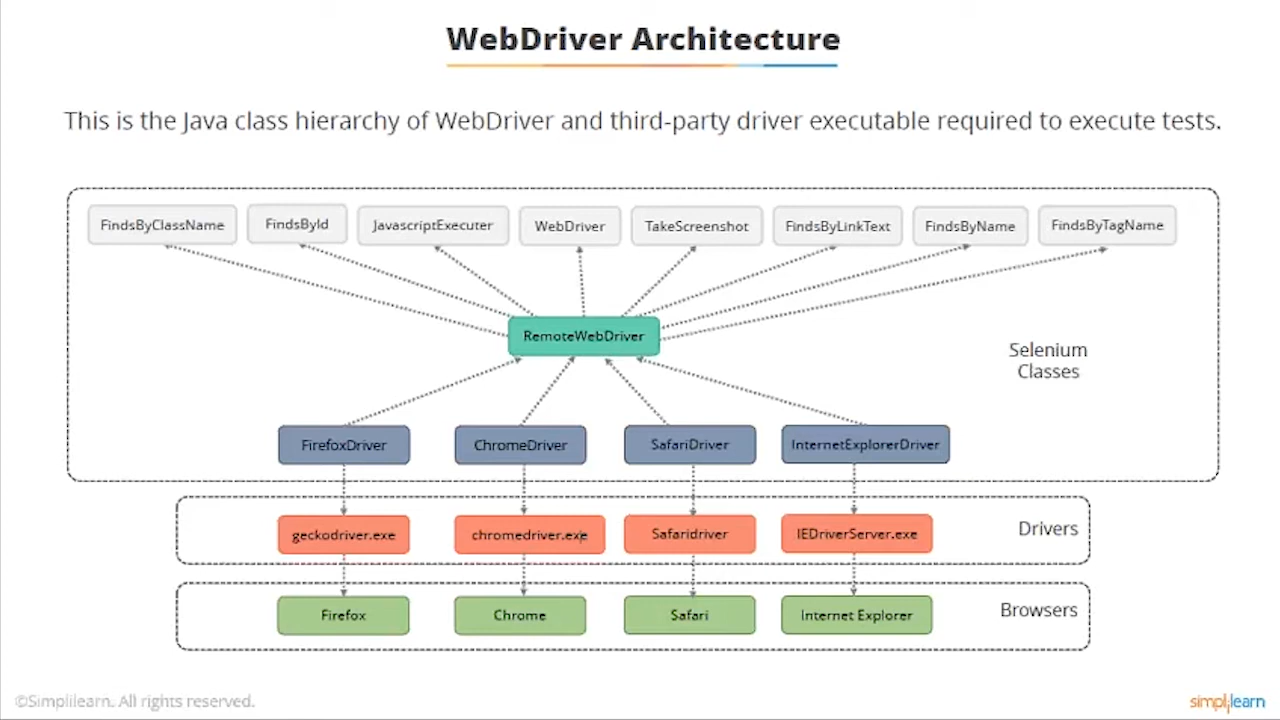 WebDriver Architecture
This is the Java class hierarchy of WebDriver and third-party driver executable required to execute tests.
FindsByClassName
FindsById
JavascriptExecuter
WebDriver
TakeScreenshot
FindsByLinkText
FindsByName
FindsByTagName
RemoteWebDriver
Selenium
Classes
FirefoxDriver
ChromeDriver
SafariDriver
InternetExplorerDriver
geckodriver.exe
chromedriver.exe
Safaridriver
IEDriverServer.exe
Drivers
Firefox
Chrome
Safari
Internet Explorer
Browsers
©Simplilearn. All rights reserved.
simplilearn